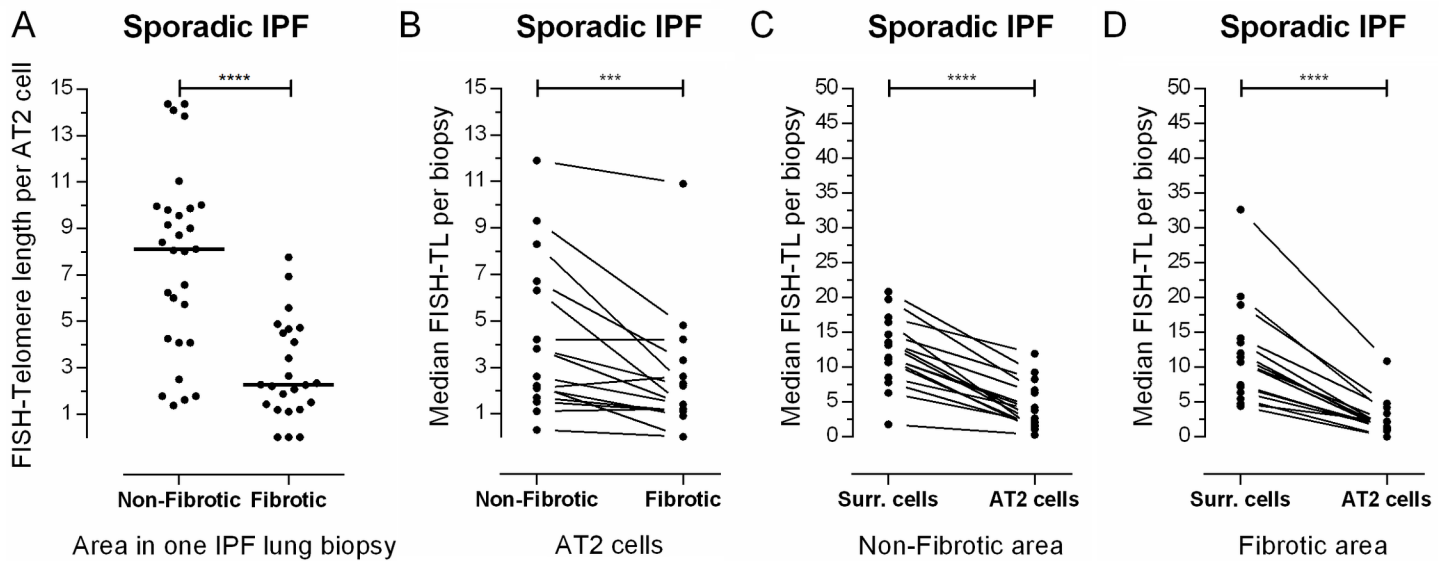 A
Sporadic IPF
****
FISH-Telomere length per AT2 cell
15
13
11
9
7
5
3
1
Non-Fibrotic
Fibrotic
Area in one IPF lung biopsy
B
Sporadic IPF
***
Median FISH-TL per biopsy
15
13
11
9
7
5
3
1
Non-Fibrotic
Fibrotic
AT2 cells
C
Sporadic IPF
****
Median FISH-TL per biopsy
50
45
40
35
30
25
20
15
10
5
0
Surr. cells
AT2 cells
Non-Fibrotic area
D
Sporadic IPF
****
Median FISH-TL per biopsy
50
45
40
35
30
25
20
15
10
5
0
Surr. cells
AT2 cells
Fibrotic area